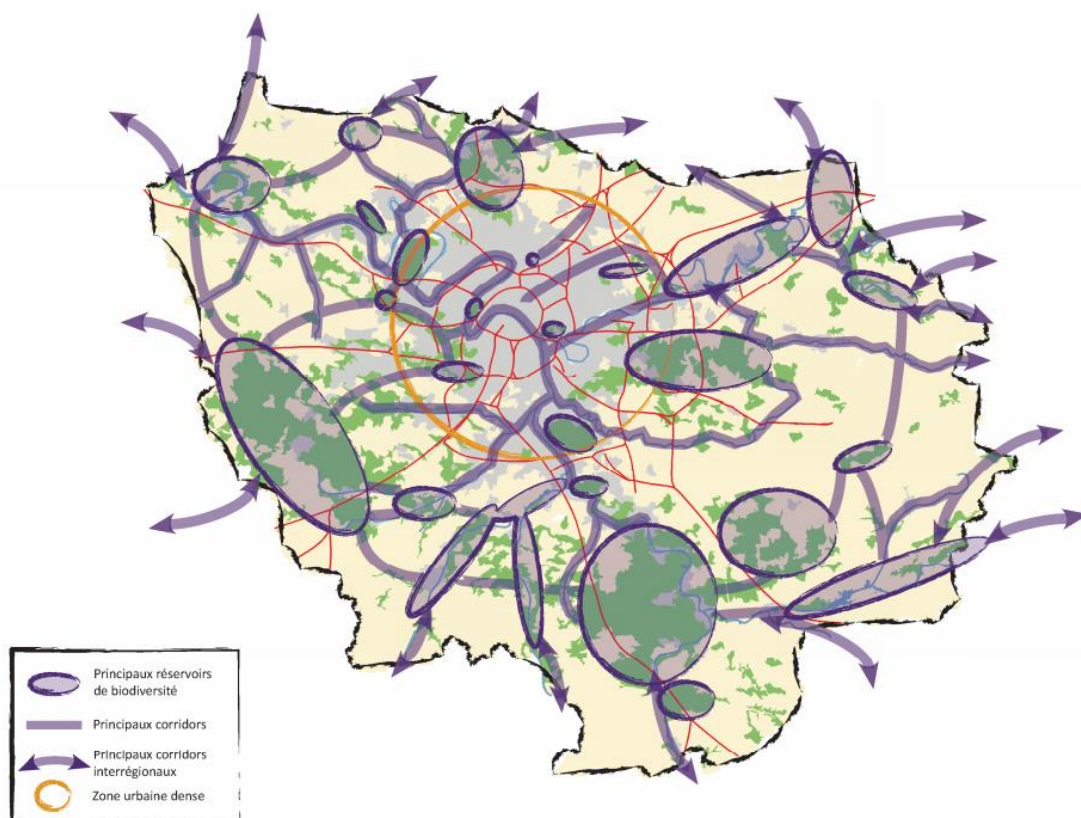 Principaux réservoirs
de biodiversité
Principaux corridors
Principaux corridors
interrégionaux
Zone urbaine dense